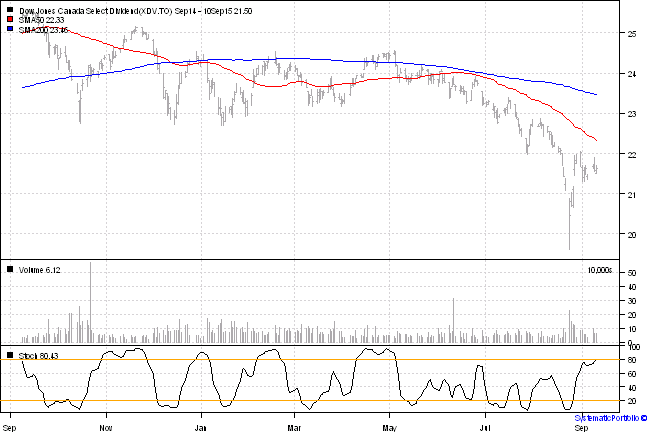 Dow Jones Canada Select Dividend(XDV.TO) Sep14 - 10Sep15 21.50
SMA50 22.33
SMA200 23.46
25
24
23
22
21
20
Volume 6.12
10,000s
50
40
30
20
10
0
Stoch 80.43
100
80
60
40
20
Sep
Nov
Jan
Mar
May
Jul
Sep
SystematicPortfolio ©